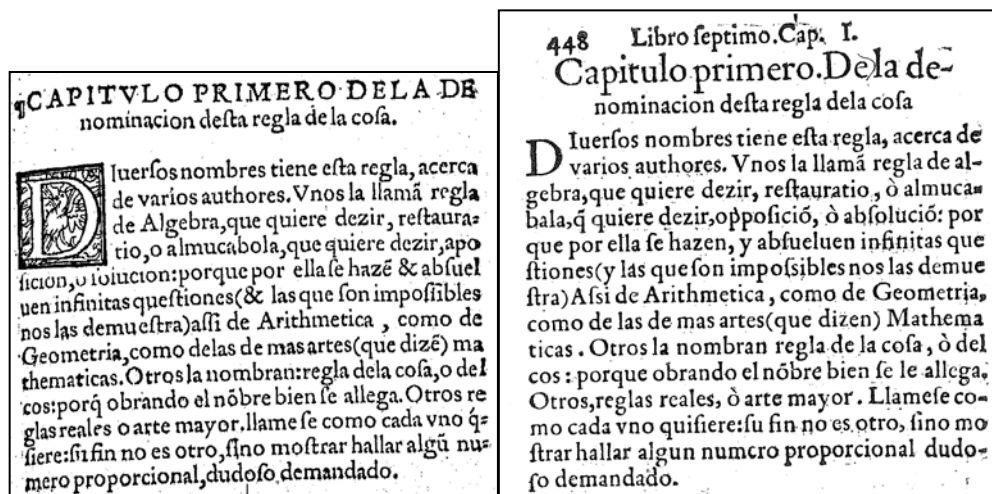 ¶CAPITVLO PRIMERO DELA DE
nominacion deſta regla de la coſa.
DIuerſos nombres tiene eſta regla, acerca
de varios authores. Vnos la llamã regla
de Algebra,que quiere dezir, reſtaura=
tio,o almucabola,que quiere dezir,apo
ſicion,o ſolucion:porque por ella ſe hazẽ & abſuel
uen infinitas queſtiones(& las que ſon impoſſibles
nos las demueſtra)aſſi de Arithmetica , como de
Geometria,como delas de mas artes(que dizẽ) ma
thematicas.Otros la nombran:regla dela coſa,o del
cos:porq̃ obrando el nõbre bien ſe allega. Otros re
glas reales o arte mayor.llame ſe como cada vno q̃=
ſiere:ſu fin no es otro,ſino moſtrar hallar algũ nu=
mero proporcional,dudoſo demandado.
448 Libro ſeptimo.Cap. I.
Capitulo primero.De la de-
nominacion deſta regla dela coſa
DIuerſos nombres tiene eſta regla, acerca de
varios authores. Vnos la llamã regla de al-
gebra,que quiere dezir, reſtauratio , ò almuca=
bala,q̃ quiere dezir,oppoſiciõ, ò abſoluciõ: por
que por ella ſe hazen, y abſueluen infinitas que
ſtiones(y las que ſon impoſsibles nos las demue
ſtra)Aſsi de Arithmetica, como de Geometria,
como de las de mas artes(que dizen) Mathema
ticas . Otros la nombran regla de la coſa , ò del
cos : porque obrando el nõbre bien ſe le allega,
Otros,reglas reales, ò arte mayor . Llameſe co-
mo cada vno quiſiere:ſu fin no es otro, ſino mo
ſtrar hallar algun numero proporcional dudo=
ſo demandado.